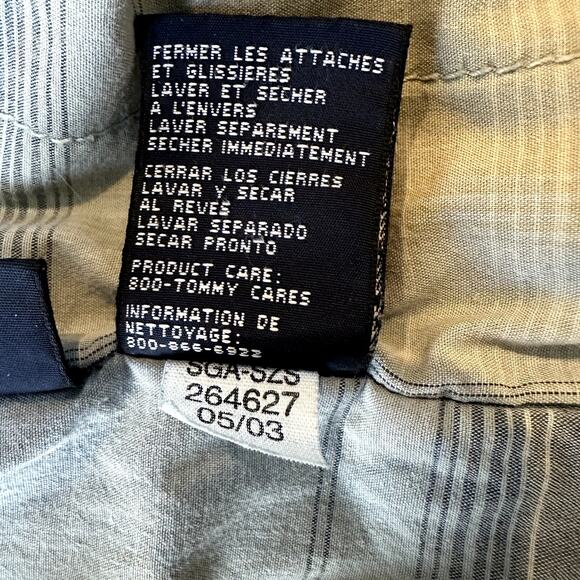 FERMER LES ATTACHES
ET GLISSIERES
LAVER ET SECHER
A L'ENVERS
LAVER SEPAREMENT
SECHER IMMEDIATEMENT
CERRAR LOS CIERRES
LAVAR Y SECAR
AL REVES
LAVAR SEPARADO
SECAR PRONTO
PRODUCT CARE:
800-TOMMY CARES
INFORMATION DE
NETTOYAGE:
800-866-6922
SGA-SZS
264627
05/03